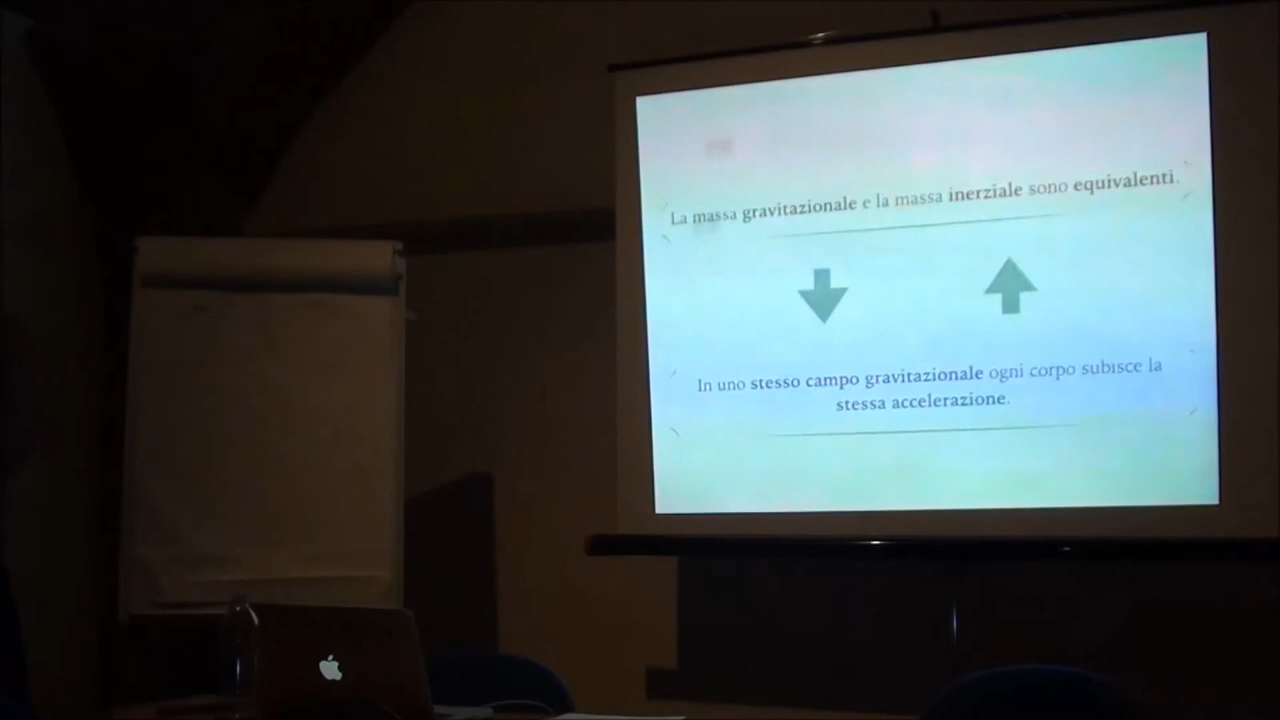 La massa gravitazionale e la massa inerziale sono equivalenti.
In uno stesso campo gravitazionale ogni corpo subisce la
stessa accelerazione.